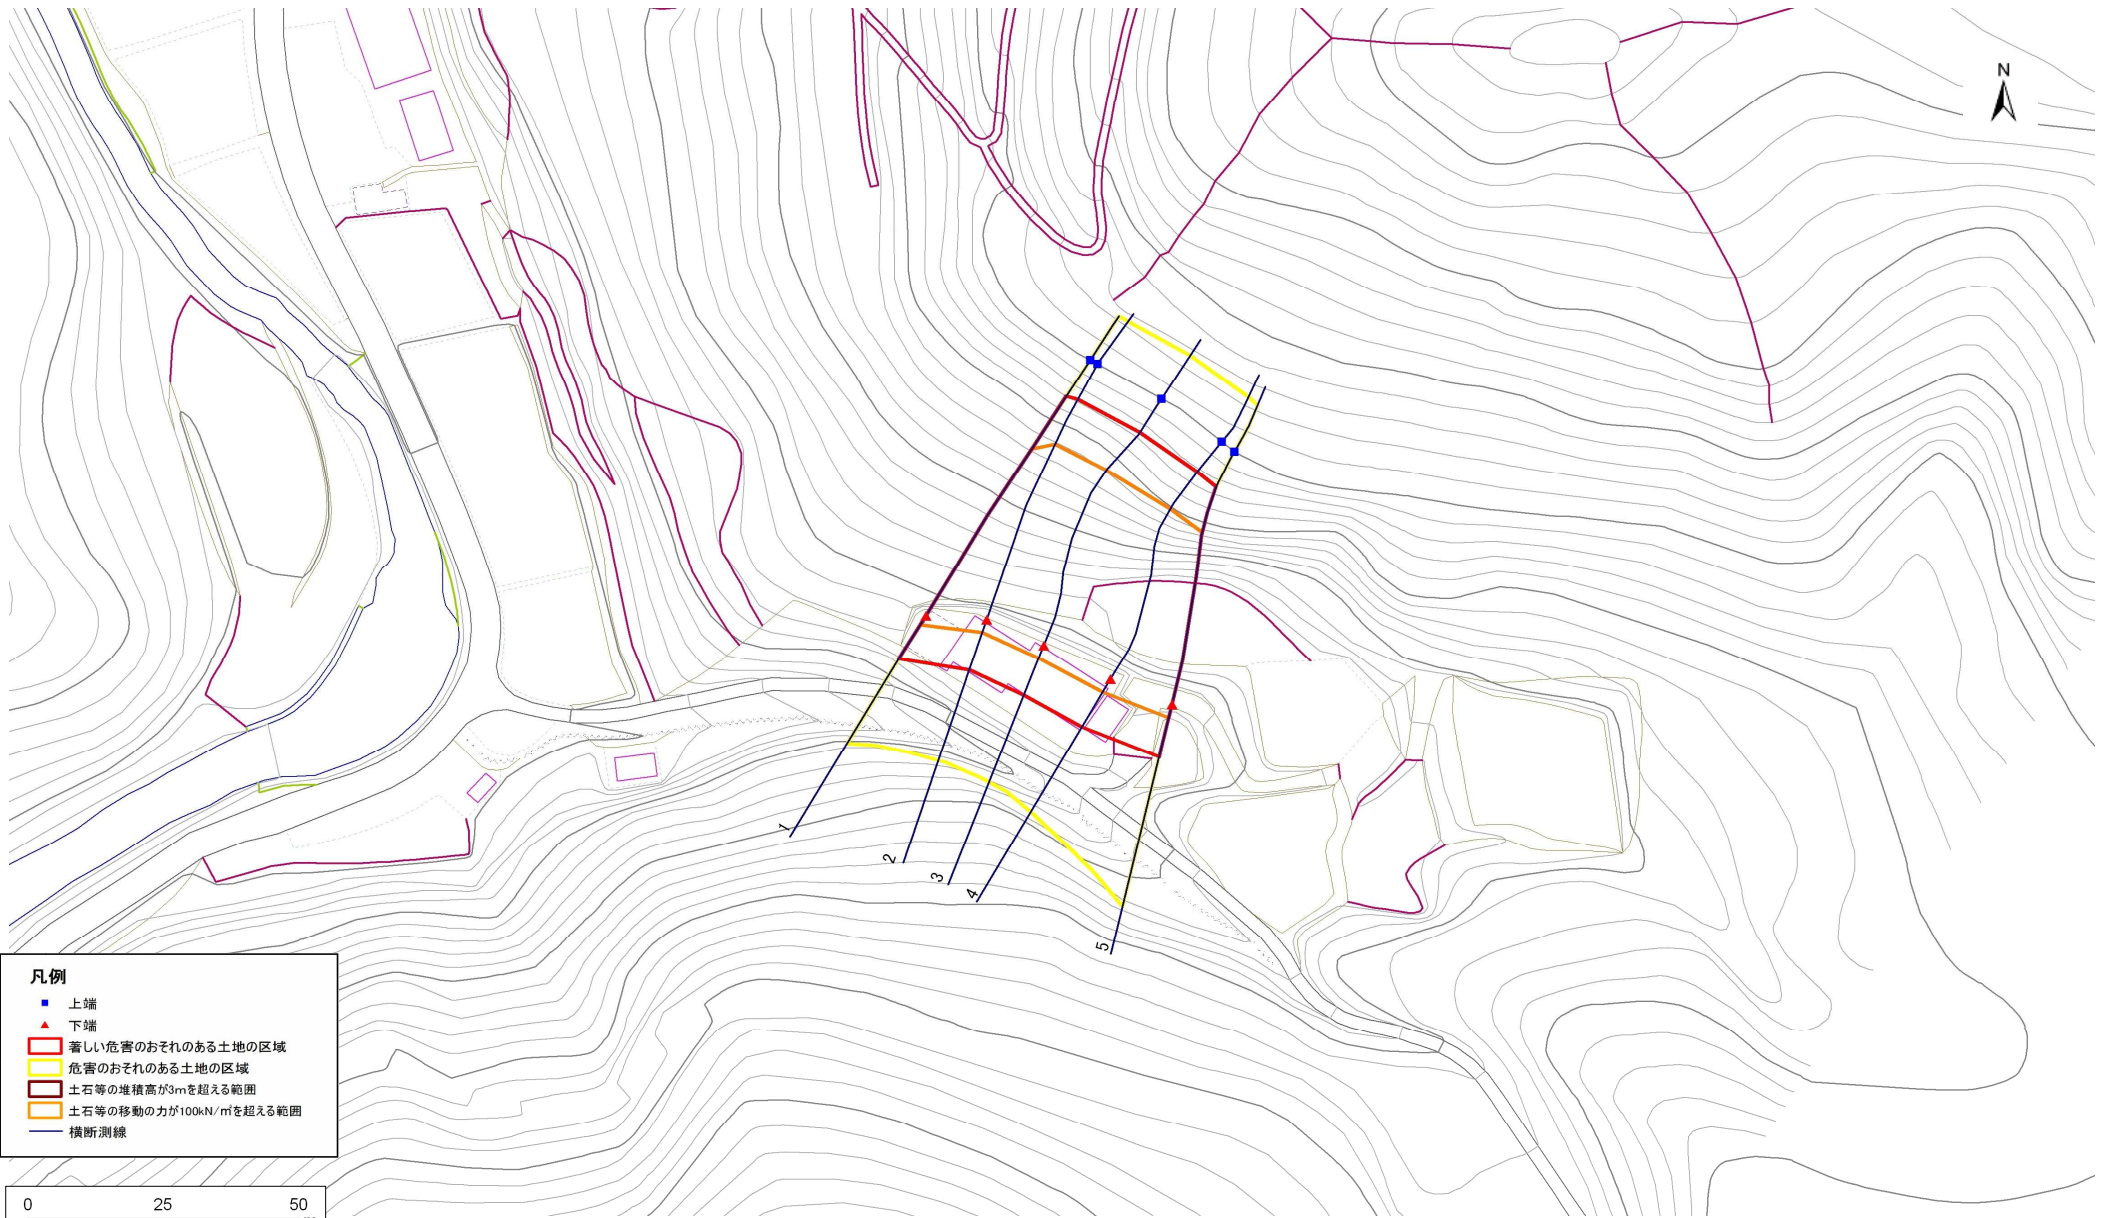 N
1
2
3
4
5
凡例
上端
下端
著しい危害のおそれのある土地の区域
危害のおそれのある土地の区域
土石等の堆積高が3mを超える範囲
土石等の移動の力が100kN/㎡を超える範囲
横断測線
0 25 50